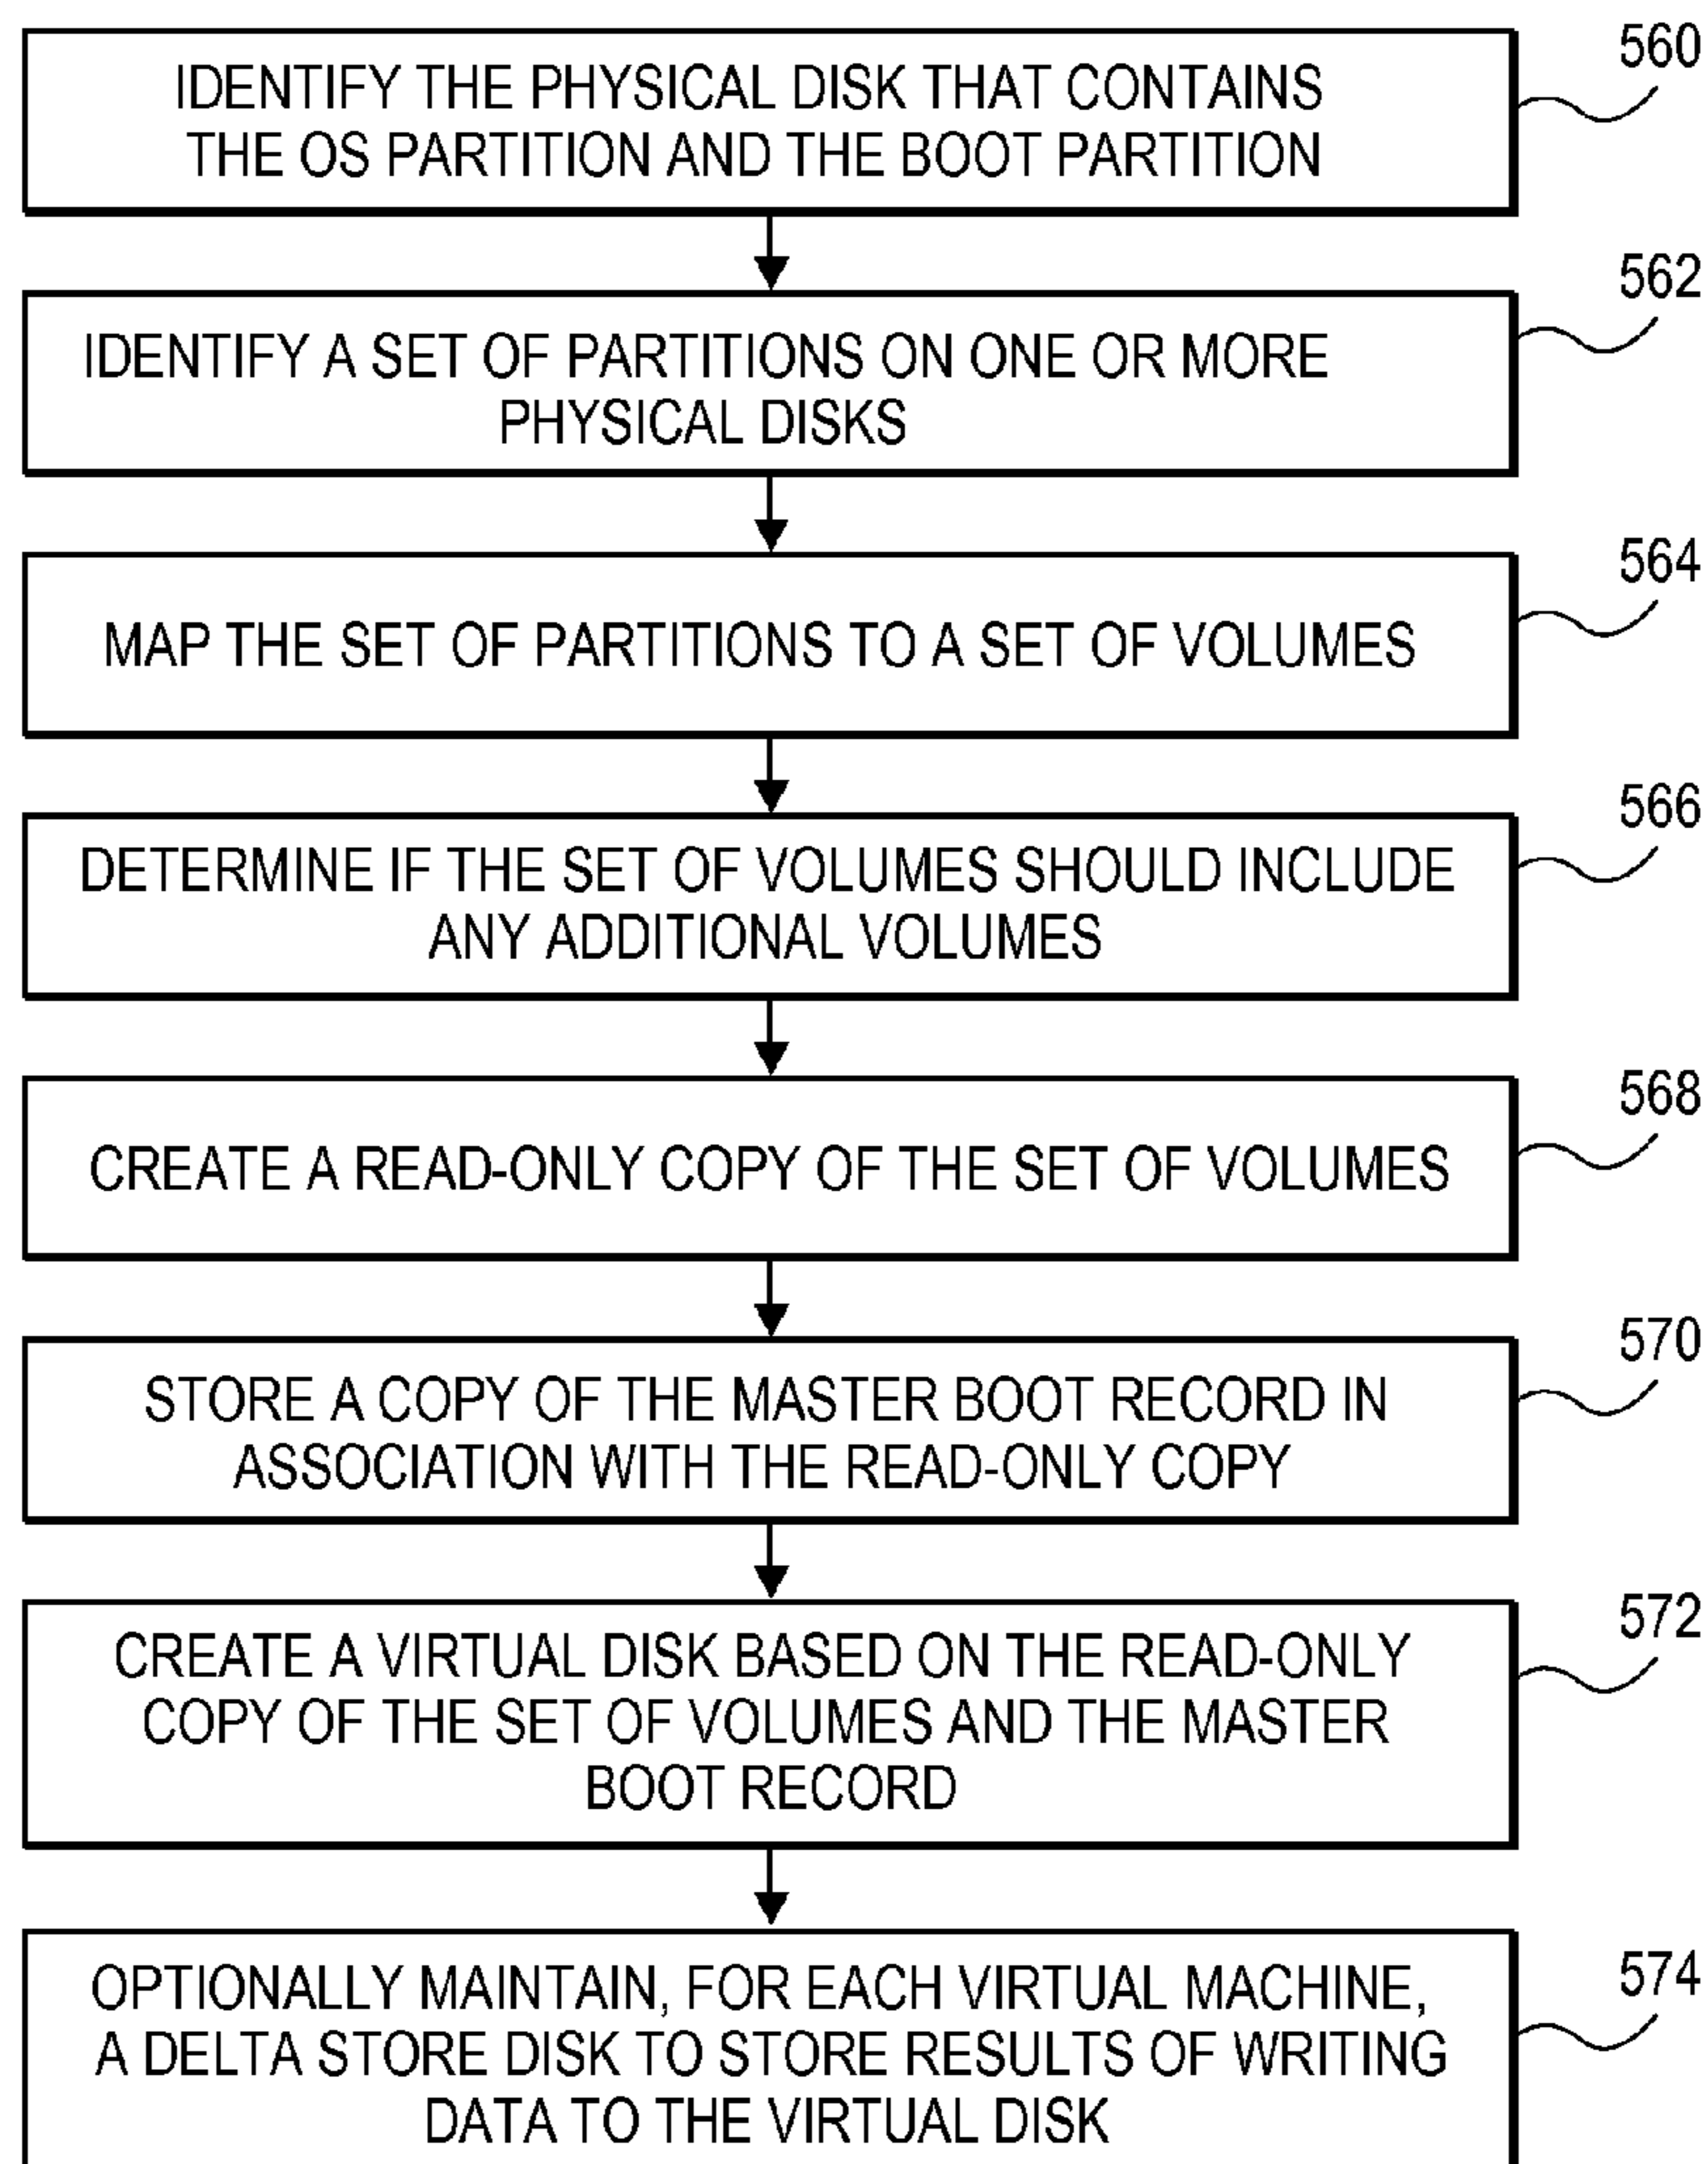 560
IDENTIFY THE PHYSICAL DISK THAT CONTAINS
THE OS PARTITION AND THE BOOT PARTITION
562
IDENTIFY A SET OF PARTITIONS ON ONE OR MORE
PHYSICAL DISKS
564
MAP THE SET OF PARTITIONS TO A SET OF VOLUMES
566
DETERMINE IF THE SET OF VOLUMES SHOULD INCLUDE
ANY ADDITIONAL VOLUMES
568
CREATE A READ-ONLY COPY OF THE SET OF VOLUMES
570
STORE A COPY OF THE MASTER BOOT RECORD IN
ASSOCIATION WITH THE READ-ONLY COPY
572
CREATE A VIRTUAL DISK BASED ON THE READ-ONLY
COPY OF THE SET OF VOLUMES AND THE MASTER
BOOT RECORD
574
OPTIONALLY MAINTAIN, FOR EACH VIRTUAL MACHINE,
A DELTA STORE DISK TO STORE RESULTS OF WRITING
DATA TO THE VIRTUAL DISK